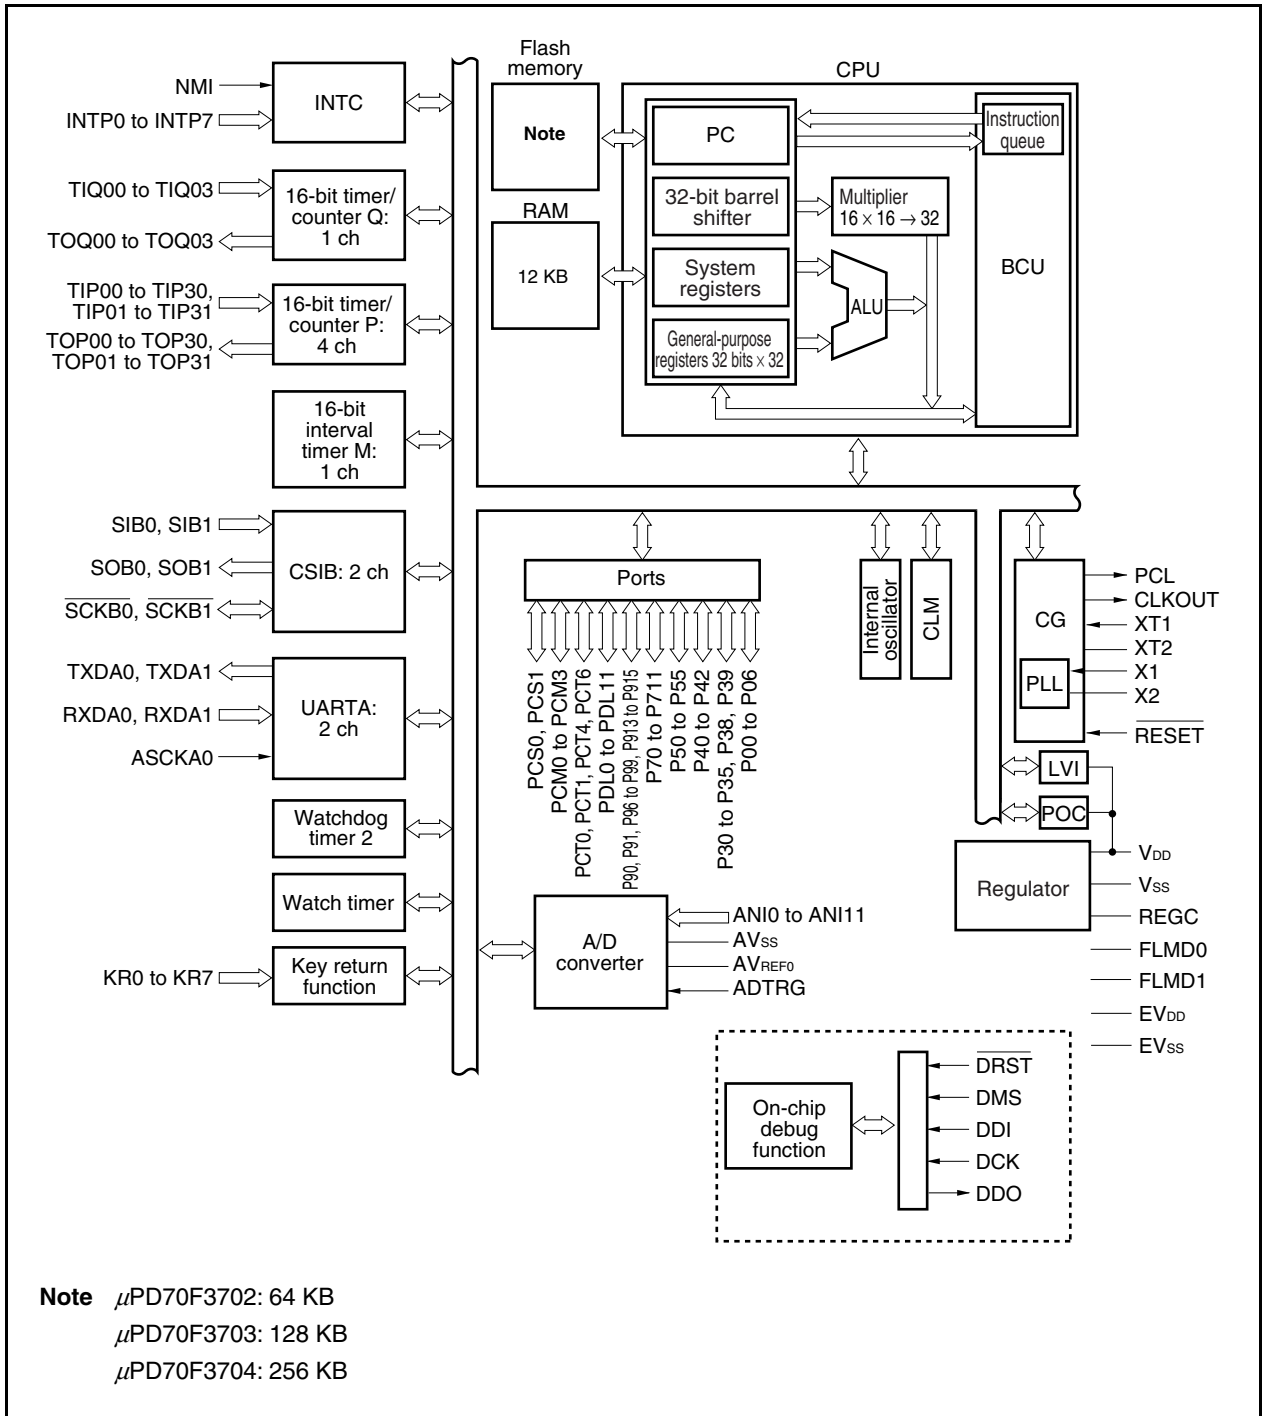 NMI
INTP0 to INTP7
INTC
TIQ00 to TIQ03
TOQ00 to TOQ03
16-bit timer/
counter Q:
1 ch
TIP00 to TIP30,
TIP01 to TIP31
TOP00 to TOP30,
TOP01 to TOP31
16-bit timer/
counter P:
4 ch
16-bit
interval
timer M:
1 ch
SIB0, SIB1
SOB0, SOB1
SCKB0, SCKB1
CSIB: 2 ch
TXDA0, TXDA1
RXDA0, RXDA1
ASCKA0
UARTA:
2 ch
Watchdog
timer 2
Watch timer
KR0 to KR7
Key return
function
Flash
memory
Note
RAM
12 KB
CPU
PC
32-bit barrel
shifter
System
registers
General-purpose
registers 32 bits × 32
Multiplier
16 × 16 → 32
ALU
Instruction
queue
BCU
Ports
PCS0, PCS1
PCM0 to PCM3
PCT0, PCT1, PCT4, PCT6
PDL0 to PDL11
P90, P91, P96 to P99, P913 to P915
P70 to P711
P50 to P55
P40 to P42
P30 to P35, P38, P39
P00 to P06
Internal
oscillator
CLM
CG
PLL
PCL
CLKOUT
XT1
XT2
X1
X2
RESET
LVI
POC
Regulator
VDD
VSS
REGC
FLMD0
FLMD1
EVDD
EVSS
A/D
converter
ANI0 to ANI11
AVSS
AVREF0
ADTRG
On-chip
debug
function
DRST
DMS
DDI
DCK
DDO
Note μPD70F3702: 64 KB
μPD70F3703: 128 KB
μPD70F3704: 256 KB